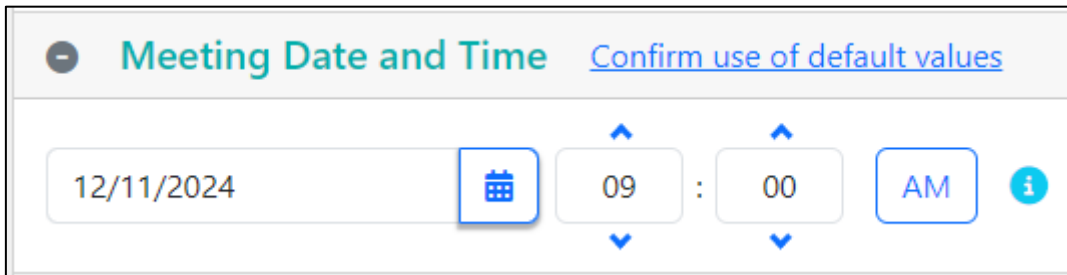 Meeting Date and Time Confirm use of default values
12/11/2024 09 : 00 AM